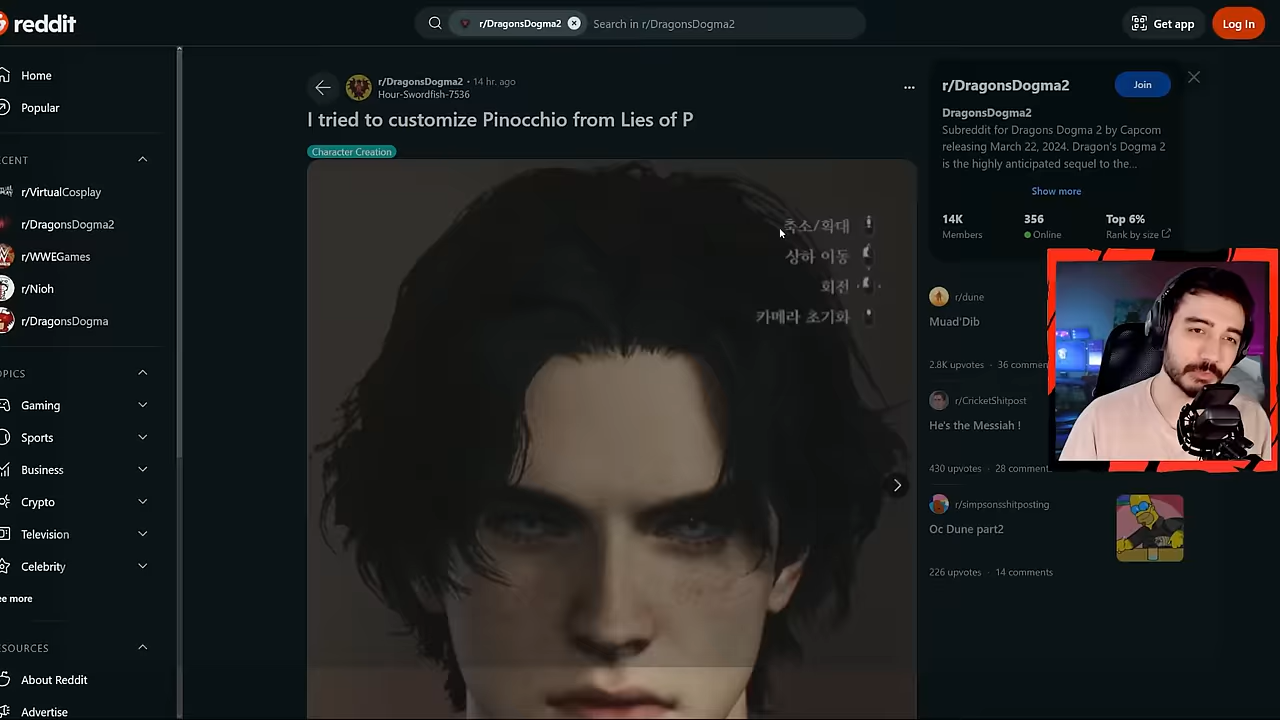 reddit
r/DragonsDogma2
Search in r/DragonsDogma2
Get app
Log In
Home
Popular
ECENT
r/VirtualCosplay
r/DragonsDogma2
r/WWEGames
r/Nioh
r/DragonsDogma
OPICS
Gaming
Sports
Business
Crypto
Television
Celebrity
ee more
ESOURCES
About Reddit
Advertise
r/DragonsDogma2 • 14 hr. ago
Hour-Swordfish-7536
I tried to customize Pinocchio from Lies of P
Character Creation
축소/확대
상하 이동
회전
카메라 초기화
r/DragonsDogma2
Join
DragonsDogma2
Subreddit for Dragons Dogma 2 by Capcom
releasing March 22, 2024. Dragon's Dogma 2
is the highly anticipated sequel to the...
Show more
14K
Members
356
Online
Top 6%
Rank by size
r/dune
Muad'Dib
2.8K upvotes · 36 commen
r/CricketShitpost
He's the Messiah !
430 upvotes · 28 comment
r/simpsonsshitposting
Oc Dune part2
226 upvotes · 14 comments